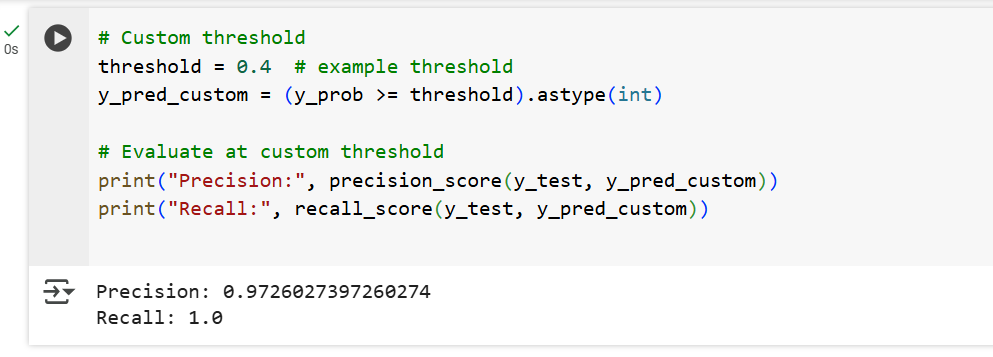 0s
# Custom threshold
threshold = 0.4  # example threshold
y_pred_custom = (y_prob >= threshold).astype(int)
# Evaluate at custom threshold
print("Precision:", precision_score(y_test, y_pred_custom))
print("Recall:", recall_score(y_test, y_pred_custom))
Precision: 0.9726027397260274
Recall: 1.0